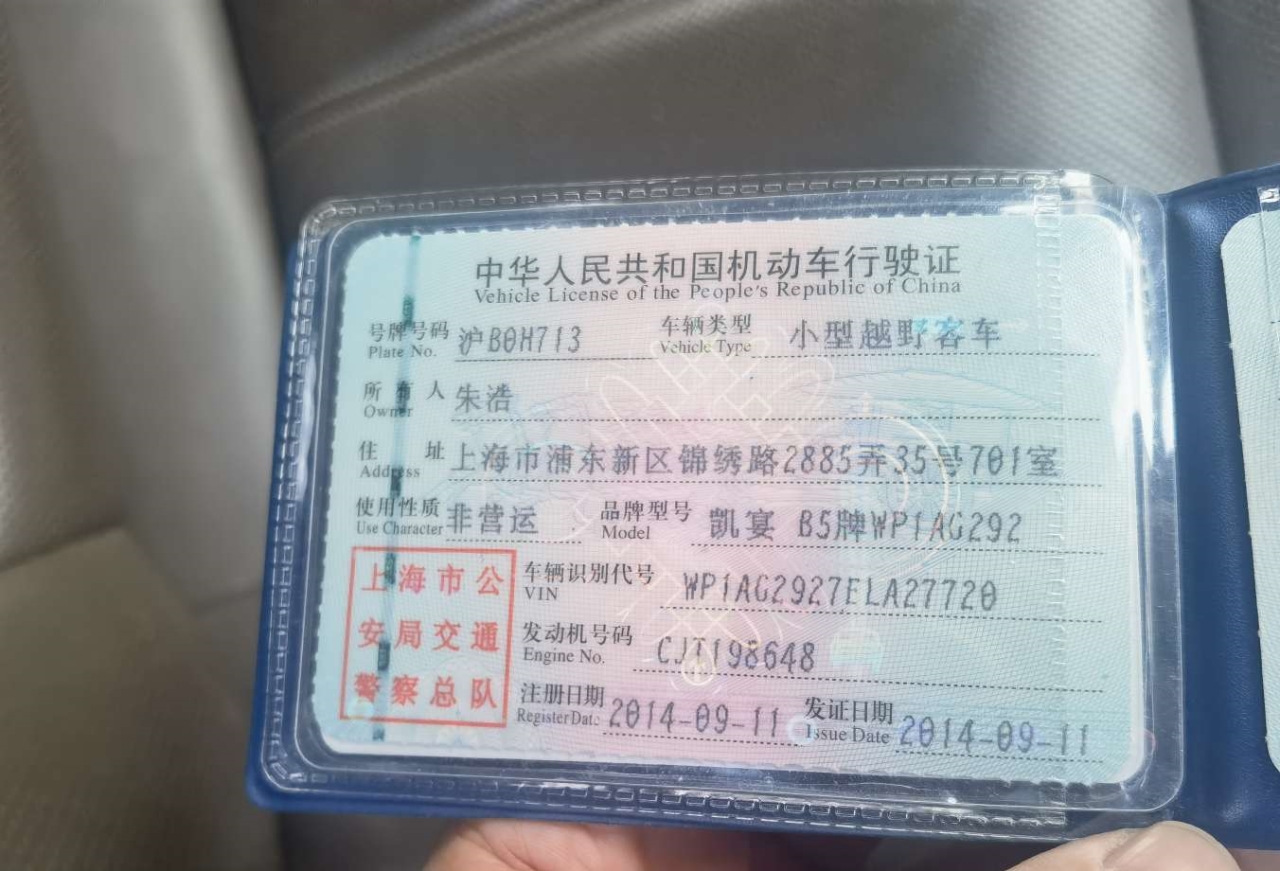 中华人民共和国机动车行驶证
Vehicle License of the People's Republic of China
号牌号码 沪B0H713 车辆类型 小型越野客车
Plate No. Vehicle Type
所有人 朱浩
Owner
住址 上海市浦东新区锦绣路2885弄35号701室
Address
使用性质 非营运 品牌型号 凯宴 B5牌WP1AG292
Use Character Model
上海市公
安局交通
警察总队
车辆识别代号 WP1AG2927ELA27720
VIN
发动机号码 CJT198648
Engine No.
注册日期 2014-09-11 发证日期 2014-09-11
Register Date Issue Date